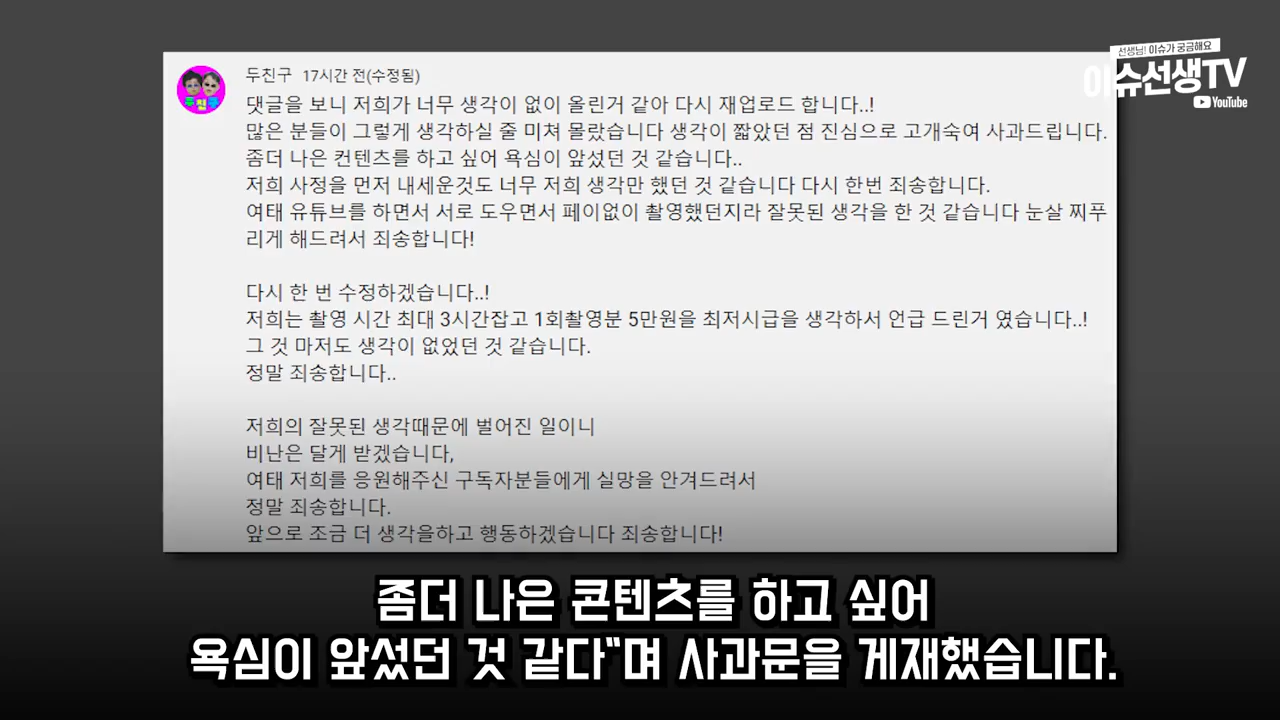 선생님! 이슈가 궁금해요
이슈선생TV
YouTube
두친구
두친구 17시간 전(수정됨)
댓글을 보니 저희가 너무 생각이 없이 올린거 같아 다시 재업로드 합니다..!
많은 분들이 그렇게 생각하실 줄 미쳐 몰랐습니다 생각이 짧았던 점 진심으로 고개숙여 사과드립니다.
좀더 나은 컨텐츠를 하고 싶어 욕심이 앞섰던 것 같습니다..
저희 사정을 먼저 내세운것도 너무 저희 생각만 했던 것 같습니다 다시 한번 죄송합니다.
여태 유튜브를 하면서 서로 도우면서 페이없이 촬영했던지라 잘못된 생각을 한 것 같습니다 눈살 찌푸
리게 해드려서 죄송합니다!
다시 한 번 수정하겠습니다..!
저희는 촬영 시간 최대 3시간잡고 1회촬영분 5만원을 최저시급을 생각하서 언급 드린거 였습니다..!
그 것 마저도 생각이 없었던 것 같습니다.
정말 죄송합니다..
저희의 잘못된 생각때문에 벌어진 일이니
비난은 달게 받겠습니다,
여태 저희를 응원해주신 구독자분들에게 실망을 안겨드려서
정말 죄송합니다.
앞으로 조금 더 생각을하고 행동하겠습니다 죄송합니다!
좀더 나은 콘텐츠를 하고 싶어
욕심이 앞섰던 것 같다"며 사과문을 게재했습니다.